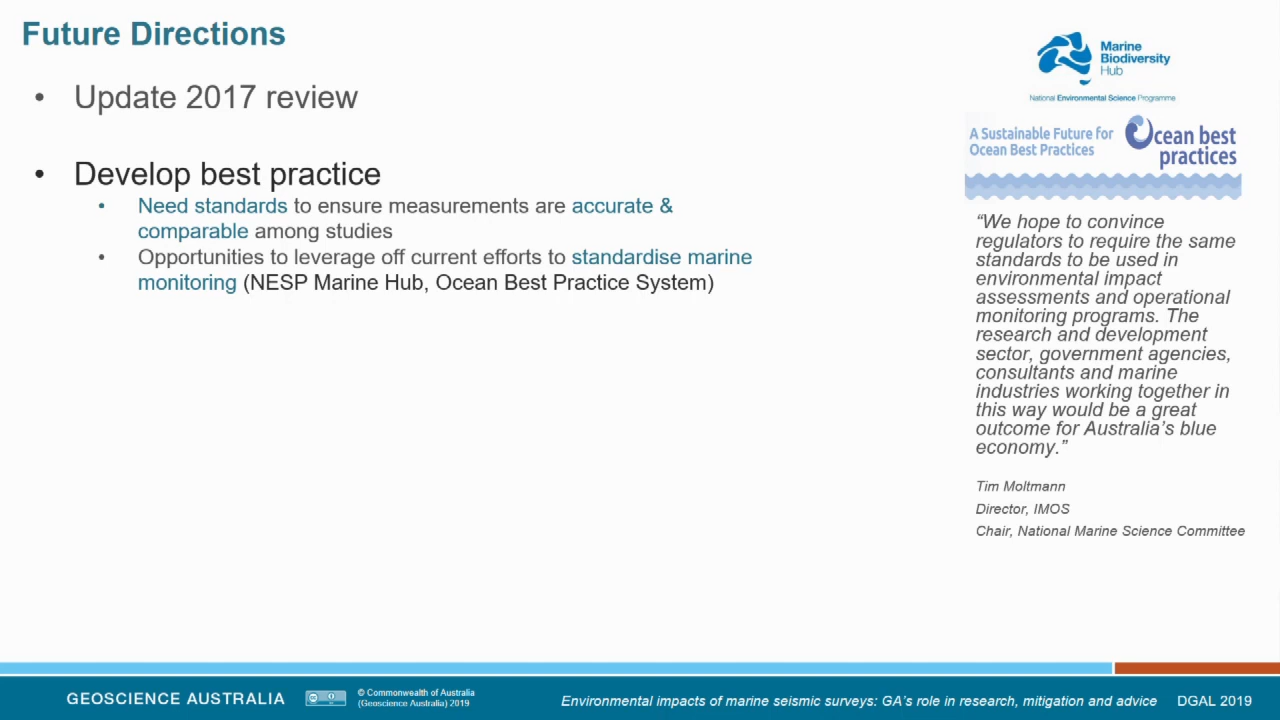 Future Directions
• Update 2017 review
• Develop best practice
• Need standards to ensure measurements are accurate &
comparable among studies
• Opportunities to leverage off current efforts to standardise marine
monitoring (NESP Marine Hub, Ocean Best Practice System)
Marine
Biodiversity
Hub
National Environmental Science Programme
A Sustainable Future for
Ocean Best Practices
Ocean best
practices
“We hope to convince
regulators to require the same
standards to be used in
environmental impact
assessments and operational
monitoring programs. The
research and development
sector, government agencies,
consultants and marine
industries working together in
this way would be a great
outcome for Australia’s blue
economy.”
Tim Moltmann
Director, IMOS
Chair, National Marine Science Committee
GEOSCIENCE AUSTRALIA
© Commonwealth of Australia
(Geoscience Australia) 2019
Environmental impacts of marine seismic surveys: GA’s role in research, mitigation and advice
DGAL 2019